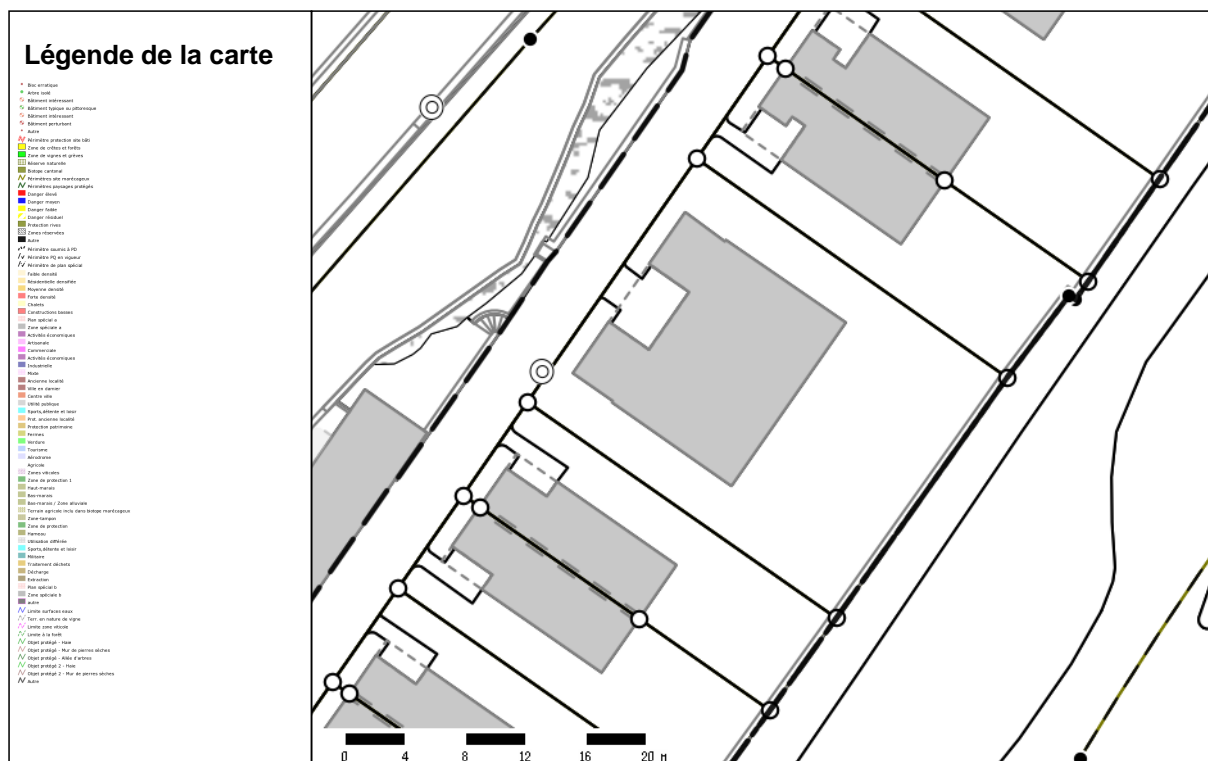 Légende de la carte
Bloc erratique
Arbre isolé
Bâtiment intéressant
Bâtiment typique ou pittoresque
Bâtiment intéressant
Bâtiment perturbant
Autre
Périmètre protection site bâti
Zone de crêtes et forêts
Zone de vignes et grèves
Réserve naturelle
Biotope cantonal
Périmètres site marécageux
Périmètres paysages protégés
Danger élevé
Danger moyen
Danger faible
Danger résiduel
Protection rives
Zones réservées
Autre
Périmètre soumis à PD
Périmètre PQ en vigueur
Périmètre de plan spécial
Faible densité
Résidentielle densifiée
Moyenne densité
Forte densité
Chalets
Constructions basses
Plan spécial a
Zone spéciale a
Activités économiques
Artisanale
Commerciale
Activités économiques
Industrielle
Mixte
Ancienne localité
Ville en damier
Centre ville
Utilité publique
Sports,détente et loisir
Prot. ancienne localité
Protection patrimoine
Fermes
Verdure
Tourisme
Aérodrome
Agricole
Zones viticoles
Zone de protection 1
Haut-marais
Bas-marais
Bas-marais / Zone alluviale
Terrain agricole inclu dans biotope marécageux
Zone-tampon
Zone de protection
Hameau
Utilisation différée
Sports,détente et loisir
Militaire
Traitement déchets
Décharge
Extraction
Plan spécial b
Zone spéciale b
autre
Limite surfaces eaux
Terr. en nature de vigne
Limite zone viticole
Limite à la forêt
Objet protégé - Haie
Objet protégé - Mur de pierres sèches
Objet protégé - Allée d'arbres
Objet protégé 2 - Haie
Objet protégé 2 - Mur de pierres sèches
Autre
0 4 8 12 16 20 M